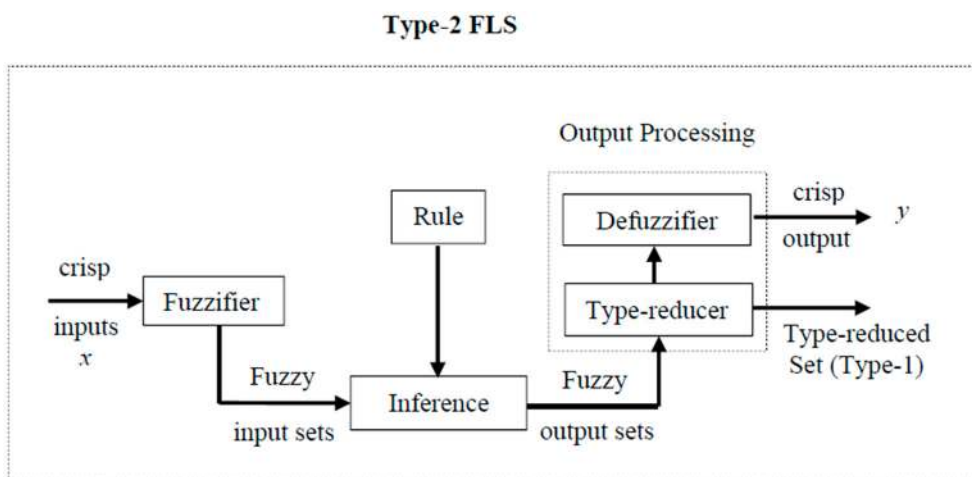 Type-2 FLS
Output Processing
Rule
Defuzzifier
crisp
output
y
crisp
inputs
x
Fuzzifier
Type-reducer
Type-reduced
Set (Type-1)
Fuzzy
input sets
Inference
Fuzzy
output sets